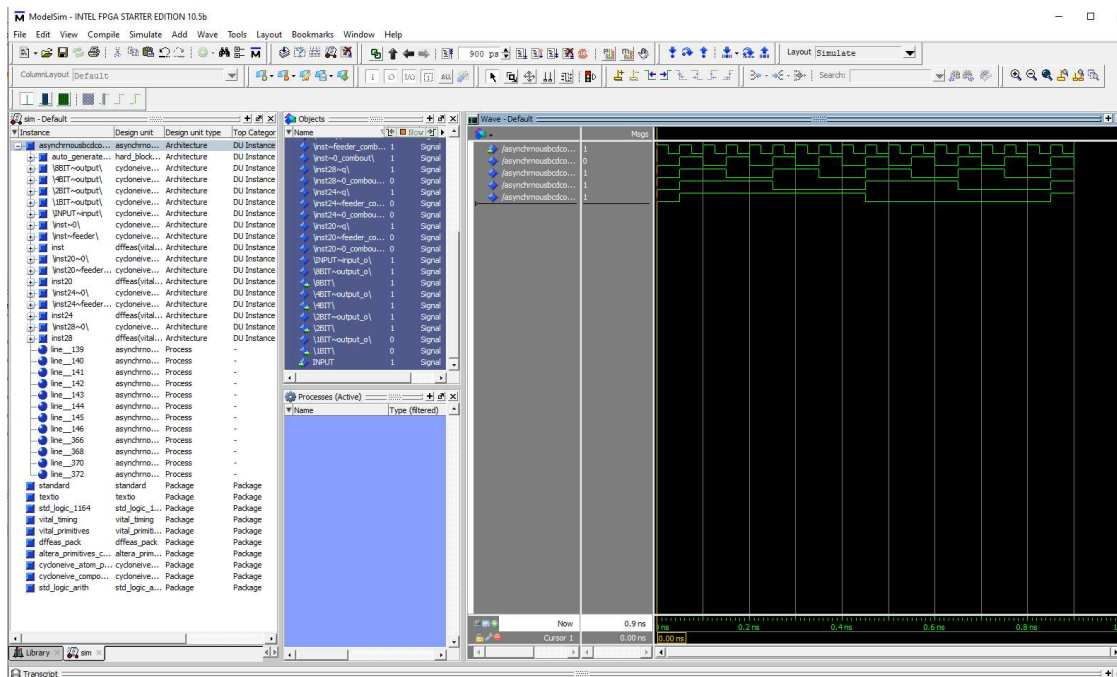 ModelSim - INTEL FPGA STARTER EDITION 10.5b
File Edit View Compile Simulate Add Wave Tools Layout Bookmarks Window Help
900 ps
Layout Simulate
ColumnLayout Default
Search:
sim - Default
Instance Design unit Design unit type Top Categor
asynchrnousbcdco... asynchrno... Architecture DU Instance
auto_generate... hard_block... Architecture DU Instance
\8BIT~output\ cycloneive... Architecture DU Instance
\4BIT~output\ cycloneive... Architecture DU Instance
\2BIT~output\ cycloneive... Architecture DU Instance
\1BIT~output\ cycloneive... Architecture DU Instance
\INPUT~input\ cycloneive... Architecture DU Instance
\inst~0\ cycloneive... Architecture DU Instance
\inst~feeder\ cycloneive... Architecture DU Instance
inst dffeas(vital... Architecture DU Instance
\inst20~0\ cycloneive... Architecture DU Instance
\inst20~feeder... cycloneive... Architecture DU Instance
inst20 dffeas(vital... Architecture DU Instance
\inst24~0\ cycloneive... Architecture DU Instance
\inst24~feeder... cycloneive... Architecture DU Instance
inst24 dffeas(vital... Architecture DU Instance
\inst28~0\ cycloneive... Architecture DU Instance
inst28 dffeas(vital... Architecture DU Instance
line__139 asynchrno... Process -
line__140 asynchrno... Process -
line__141 asynchrno... Process -
line__142 asynchrno... Process -
line__143 asynchrno... Process -
line__144 asynchrno... Process -
line__145 asynchrno... Process -
line__146 asynchrno... Process -
line__366 asynchrno... Process -
line__368 asynchrno... Process -
line__370 asynchrno... Process -
line__372 asynchrno... Process -
standard standard Package Package
textio textio Package Package
std_logic_1164 std_logic_1... Package Package
vital_timing vital_timing Package Package
vital_primitives vital_primiti... Package Package
dffeas_pack dffeas_pack Package Package
altera_primitives_c... altera_prim... Package Package
cycloneive_atom_p... cycloneive... Package Package
cycloneive_compo... cycloneive... Package Package
std_logic_arith std_logic_a... Package Package
Library sim
Objects
Name Now
\inst~feeder_comb... 1 Signal
\inst~0_combout\ 1 Signal
\inst28~q\ 1 Signal
\inst28~0_combou... 0 Signal
\inst24~q\ 1 Signal
\inst24~feeder_co... 0 Signal
\inst24~0_combou... 0 Signal
\inst20~q\ 1 Signal
\inst20~feeder_co... 0 Signal
\inst20~0_combou... 0 Signal
\INPUT~input_o\ 1 Signal
\8BIT~output_o\ 1 Signal
\8BIT\ 1 Signal
\4BIT~output_o\ 1 Signal
\4BIT\ 1 Signal
\2BIT~output_o\ 1 Signal
\2BIT\ 1 Signal
\1BIT~output_o\ 0 Signal
\1BIT\ 0 Signal
INPUT 1 Signal
Processes (Active)
Name Type (filtered)
Wave - Default
Msgs
/asynchrnousbcdco... 1
/asynchrnousbcdco... 0
/asynchrnousbcdco... 1
/asynchrnousbcdco... 1
/asynchrnousbcdco... 1
Now 0.9 ns
Cursor 1 0.00 ns
0.2 ns 0.4 ns 0.6 ns 0.8 ns
0.00 ns
Transcript